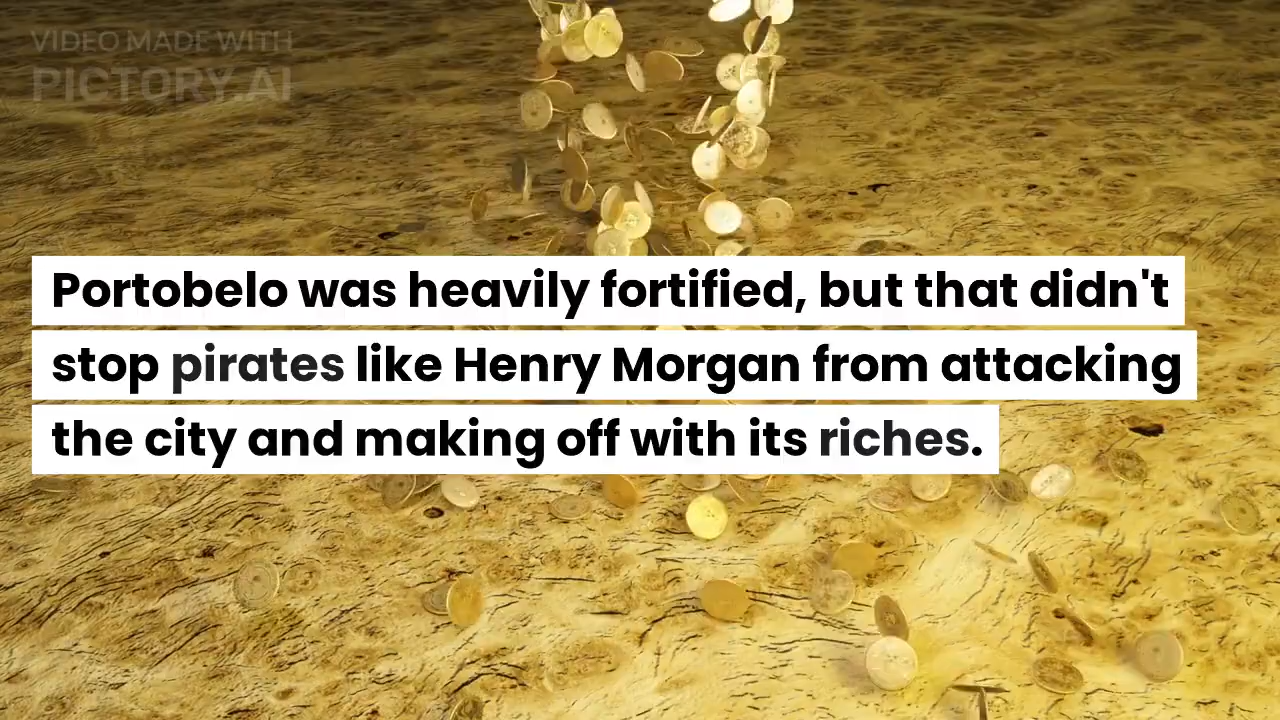 VIDEO MADE WITH
PICTORY.AI
Portobelo was heavily fortified, but that didn't
stop pirates like Henry Morgan from attacking
the city and making off with its riches.